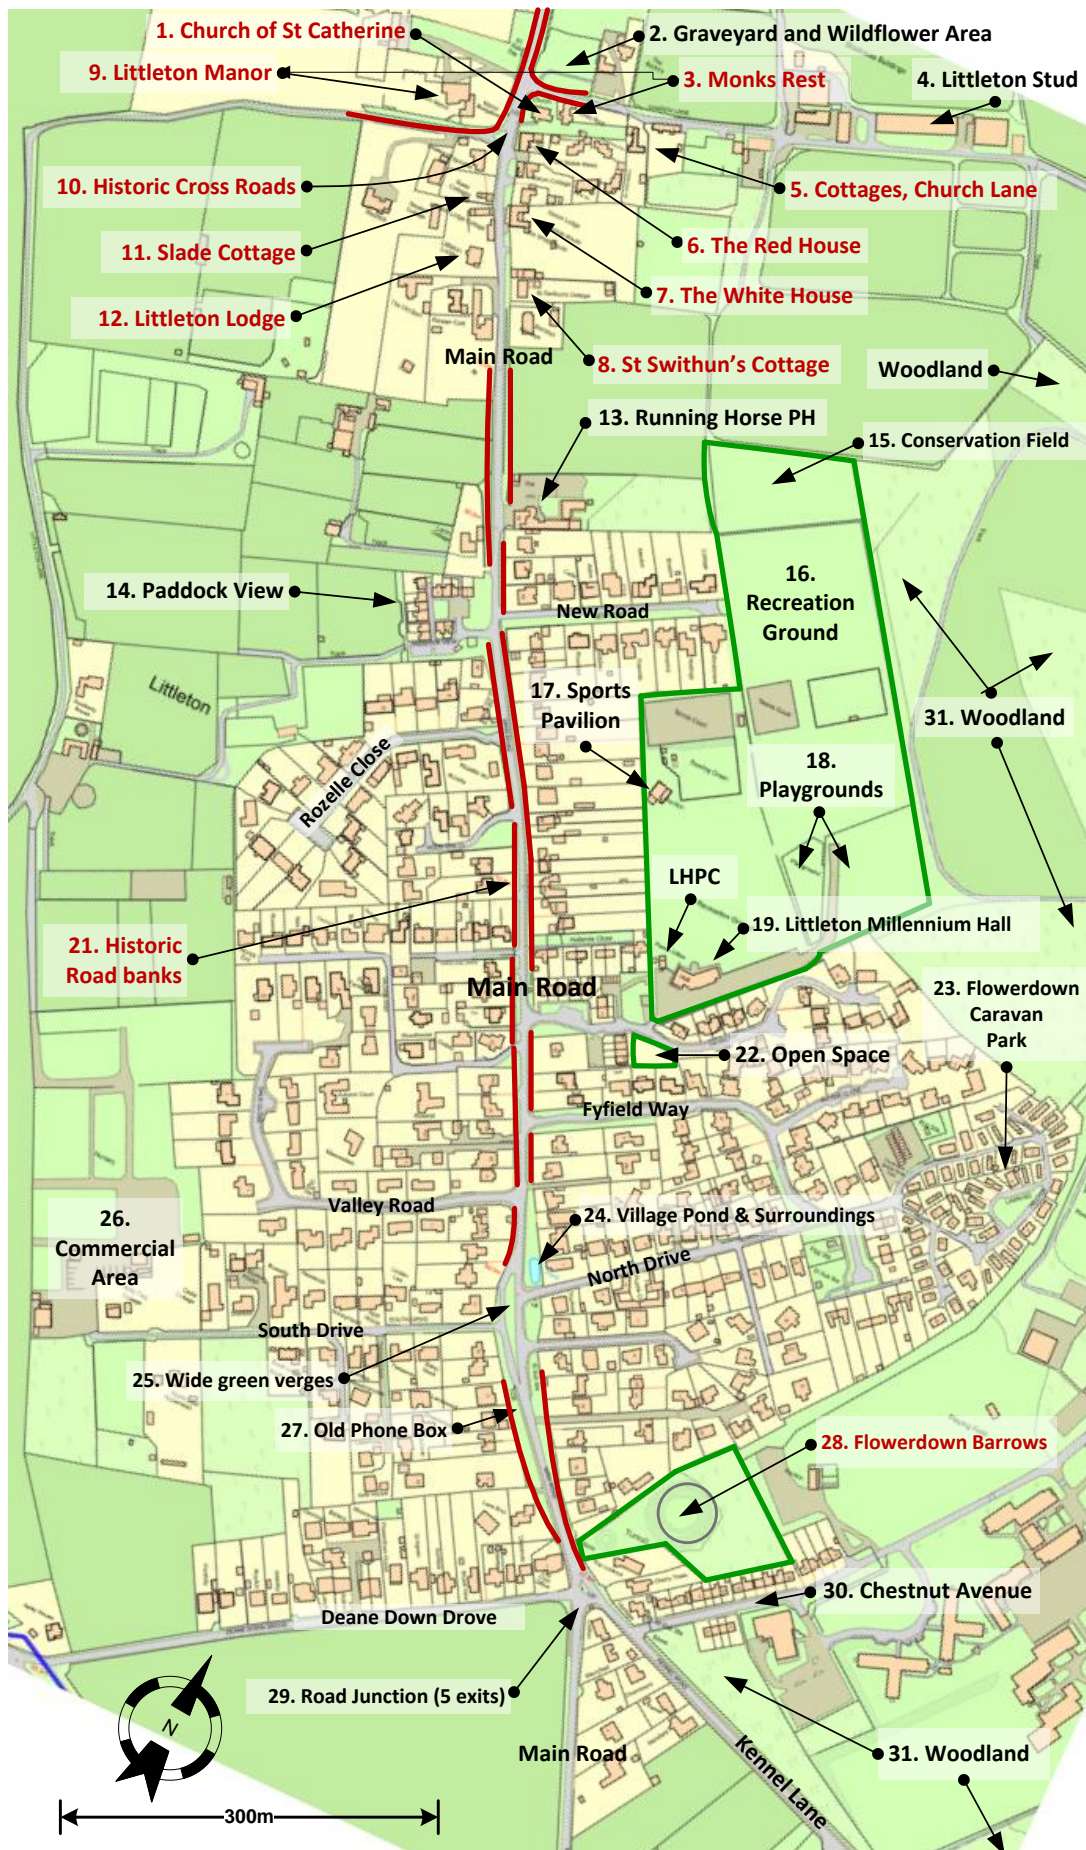 1. Church of St Catherine
2. Graveyard and Wildflower Area
9. Littleton Manor
3. Monks Rest
4. Littleton Stud
10. Historic Cross Roads
5. Cottages, Church Lane
11. Slade Cottage
6. The Red House
12. Littleton Lodge
7. The White House
Main Road
8. St Swithun's Cottage
Woodland
13. Running Horse PH
15. Conservation Field
14. Paddock View
New Road
16.
Recreation
Ground
Littleton
17. Sports
Pavilion
31. Woodland
Rozelle Close
18.
Playgrounds
LHPC
19. Littleton Millennium Hall
21. Historic
Road banks
Main Road
23. Flowerdown
Caravan
Park
22. Open Space
Fyfield Way
Valley Road
24. Village Pond & Surroundings
26.
Commercial
Area
North Drive
South Drive
25. Wide green verges
27. Old Phone Box
28. Flowerdown Barrows
30. Chestnut Avenue
Deane Down Drove
29. Road Junction (5 exits)
Main Road
Kennel Lane
31. Woodland
N
300m